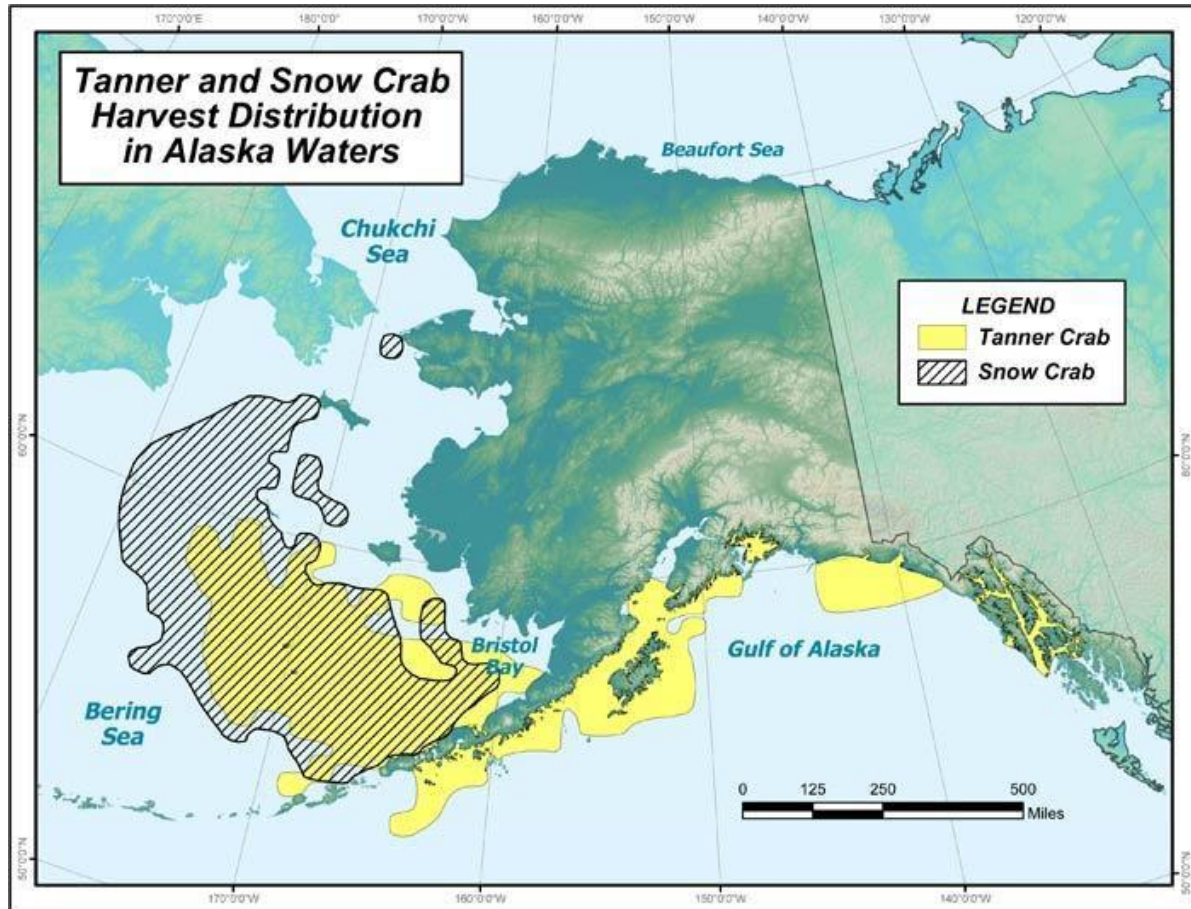 170°0'0"E 180°0'0" 170°0'0"W 160°0'0"W 150°0'0"W 140°0'0"W 130°0'0"W 120°0'0"W
Tanner and Snow Crab
Harvest Distribution
in Alaska Waters
Beaufort Sea
Chukchi
Sea
LEGEND
Tanner Crab
Snow Crab
60°0'0"N
60°0'0"N
Bristol
Bay
Gulf of Alaska
Bering
Sea
0 125 250 500
Miles
50°0'0"N
50°0'0"N
170°0'0"W 160°0'0"W 150°0'0"W 140°0'0"W